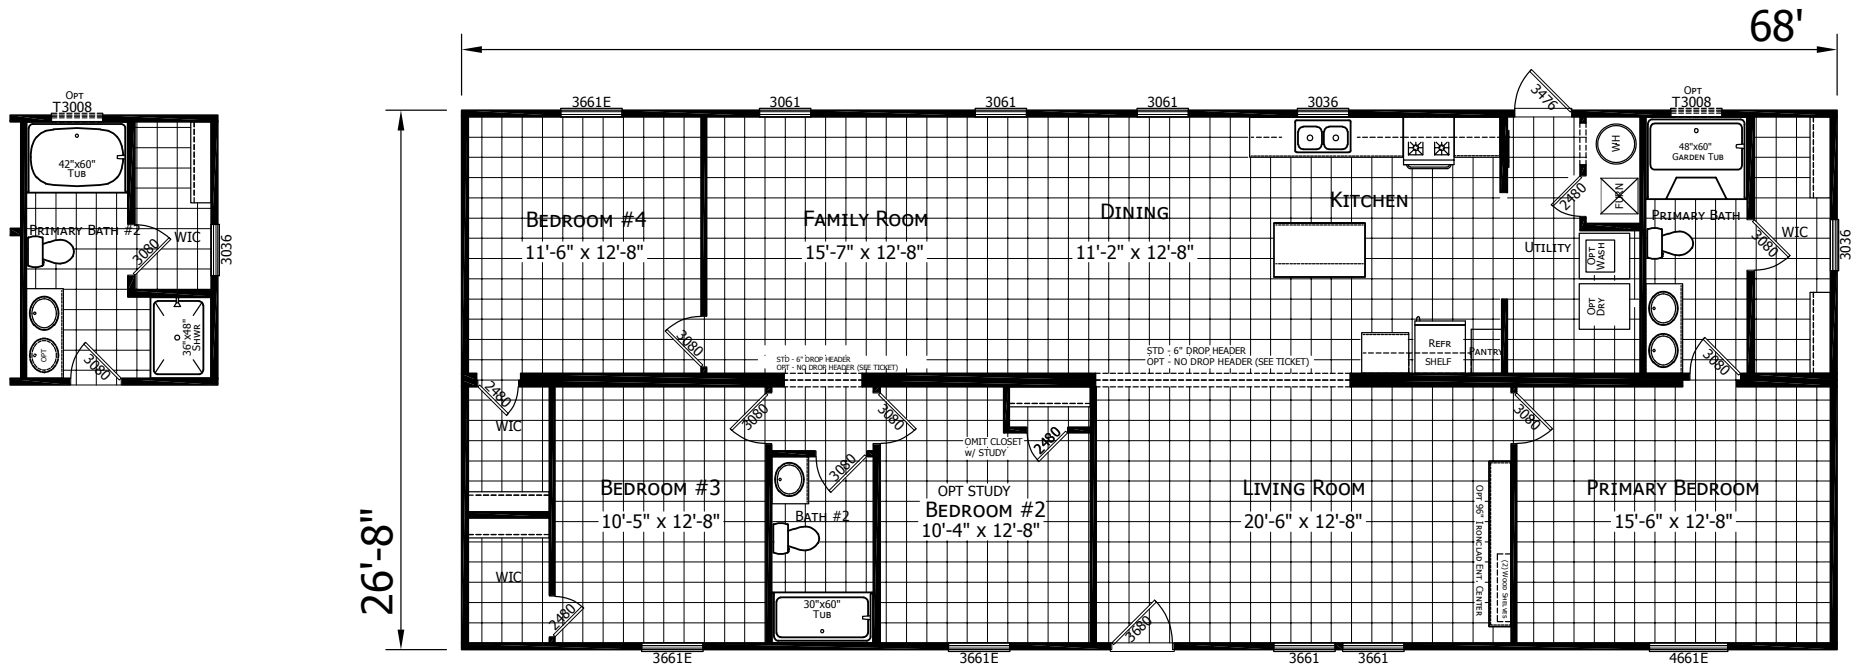 68'
OPT
T3008
42"x60"
TUB
PRIMARY BATH #2
3080
WIC
3036
OPT
36"x48"
SHWR
3080
26'-8"
3661E
3061
3061
3061
3036
3476
OPT
T3008
BEDROOM #4
11'-6" x 12'-8"
3080
FAMILY ROOM
15'-7" x 12'-8"
DINING
11'-2" x 12'-8"
KITCHEN
WH
2480
FURN
UTILITY
OPT
WASH
OPT
DRY
REFR
SHELF
PANTRY
48"x60"
GARDEN TUB
PRIMARY BATH
3080
WIC
3036
3080
STD - 6" DROP HEADER
OPT - NO DROP HEADER (SEE TICKET)
STD - 6" DROP HEADER
OPT - NO DROP HEADER (SEE TICKET)
2480
WIC
WIC
2480
BEDROOM #3
10'-5" x 12'-8"
3080
3080
3080
BATH #2
30"x60"
TUB
OMIT CLOSET
w/ STUDY
2480
OPT STUDY
BEDROOM #2
10'-4" x 12'-8"
LIVING ROOM
20'-6" x 12'-8"
OPT 96" IRONCLAD ENT. CENTER
(2) WOOD SHELVES
3080
PRIMARY BEDROOM
15'-6" x 12'-8"
3680
3661E
3661E
3661
3661
4661E